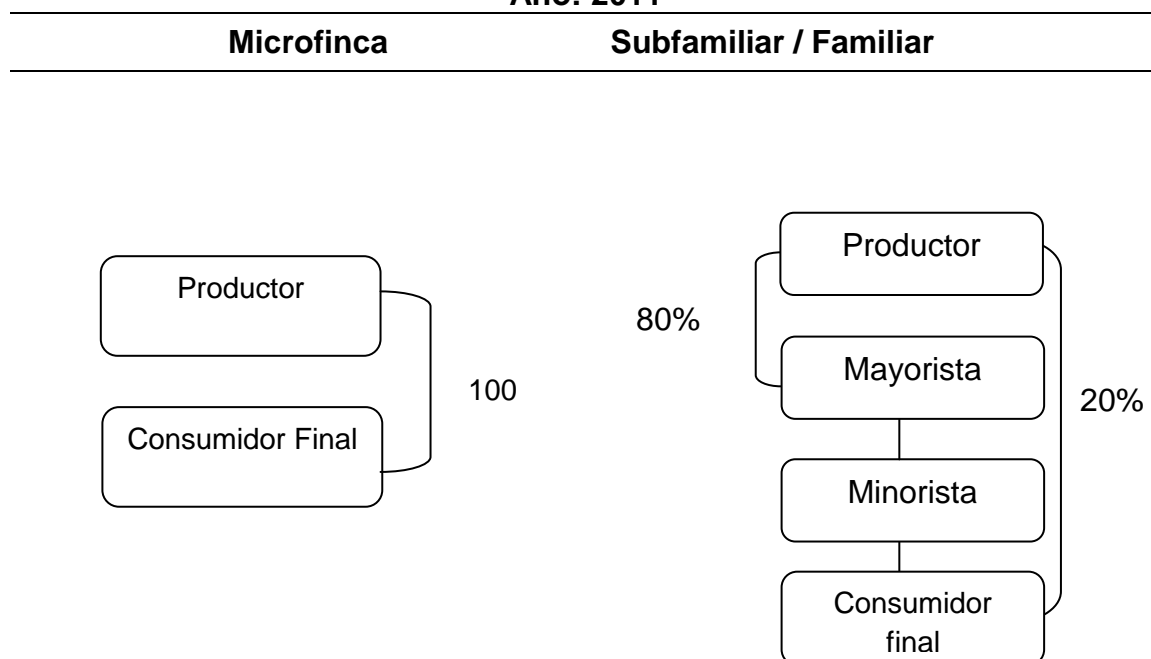 Microfinca Subfamiliar / Familiar
Productor
Consumidor Final
100
Productor
80%
Mayorista
20%
Minorista
Consumidor
final